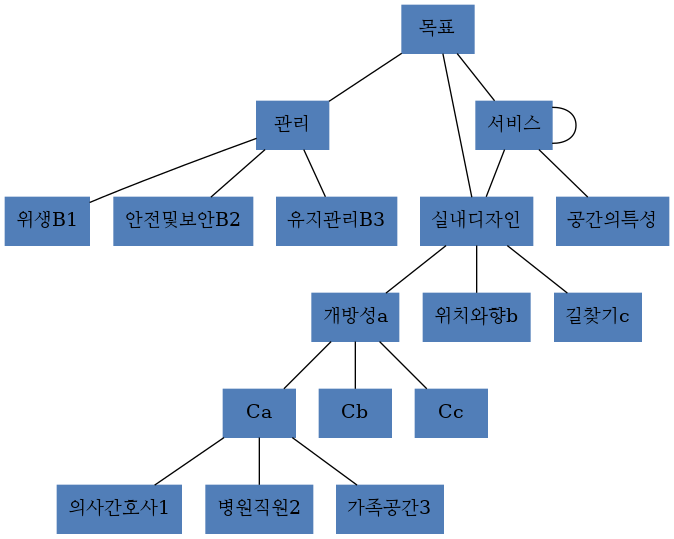 목표
관리
서비스
위생B1
안전및보안B2
유지관리B3
실내디자인
공간의특성
개방성a
위치와향b
길찾기c
Ca
Cb
Cc
의사간호사1
병원직원2
가족공간3